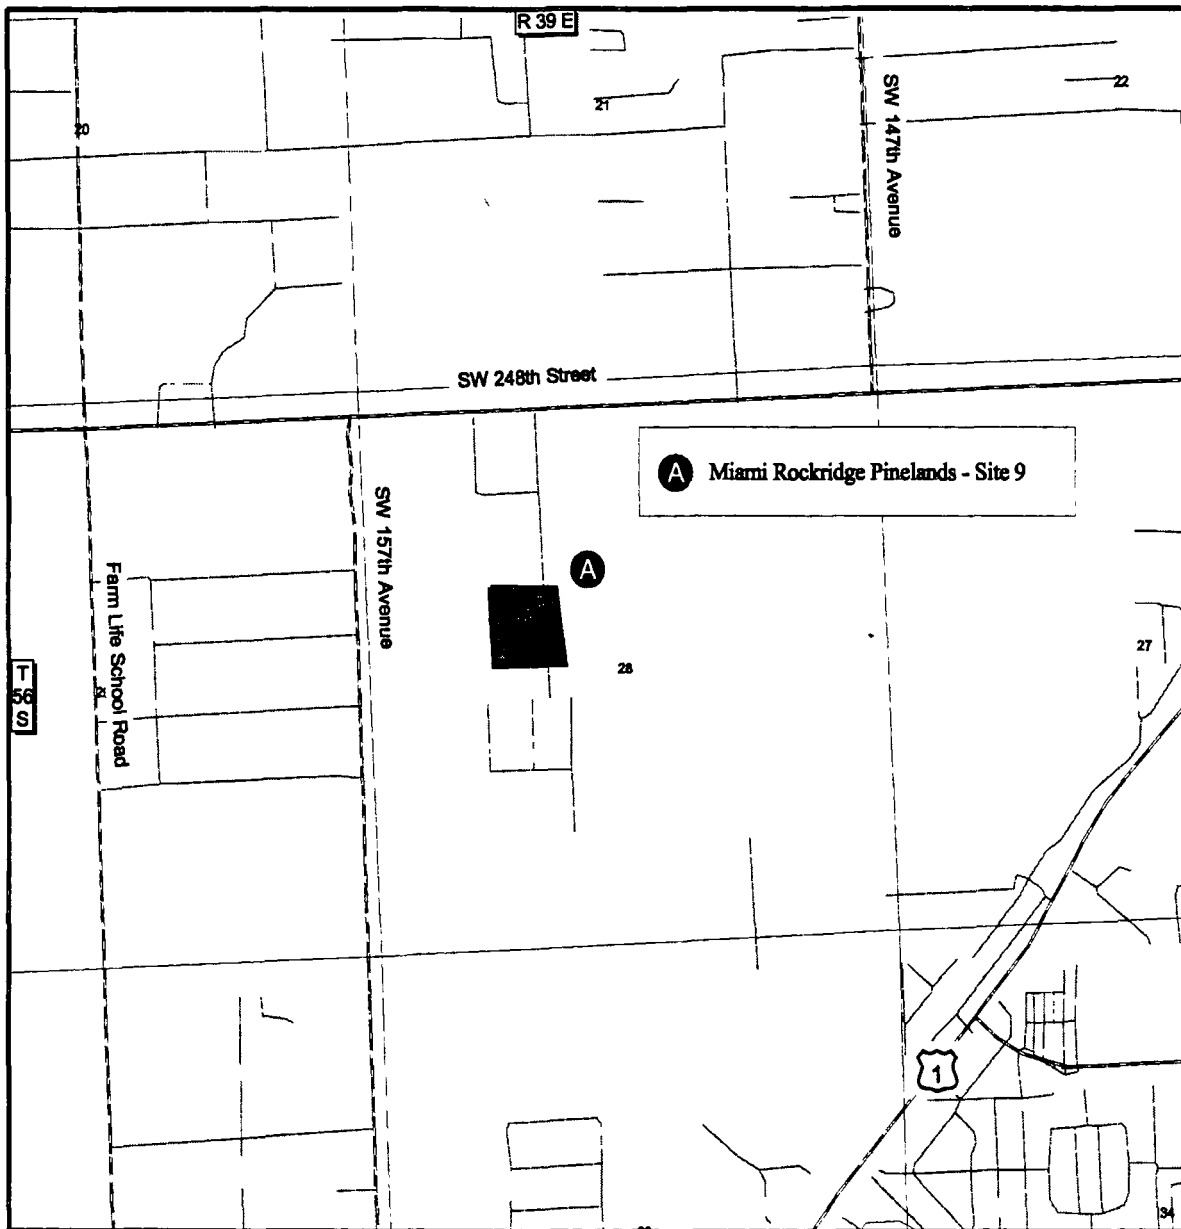 R 39 E
22
21
20
SW 147th Avenue
SW 248th Street
A Miami Rockridge Pinelands - Site 9
SW 157th Avenue
A
Farm Life School Road
27
28
T
56
S
1
34